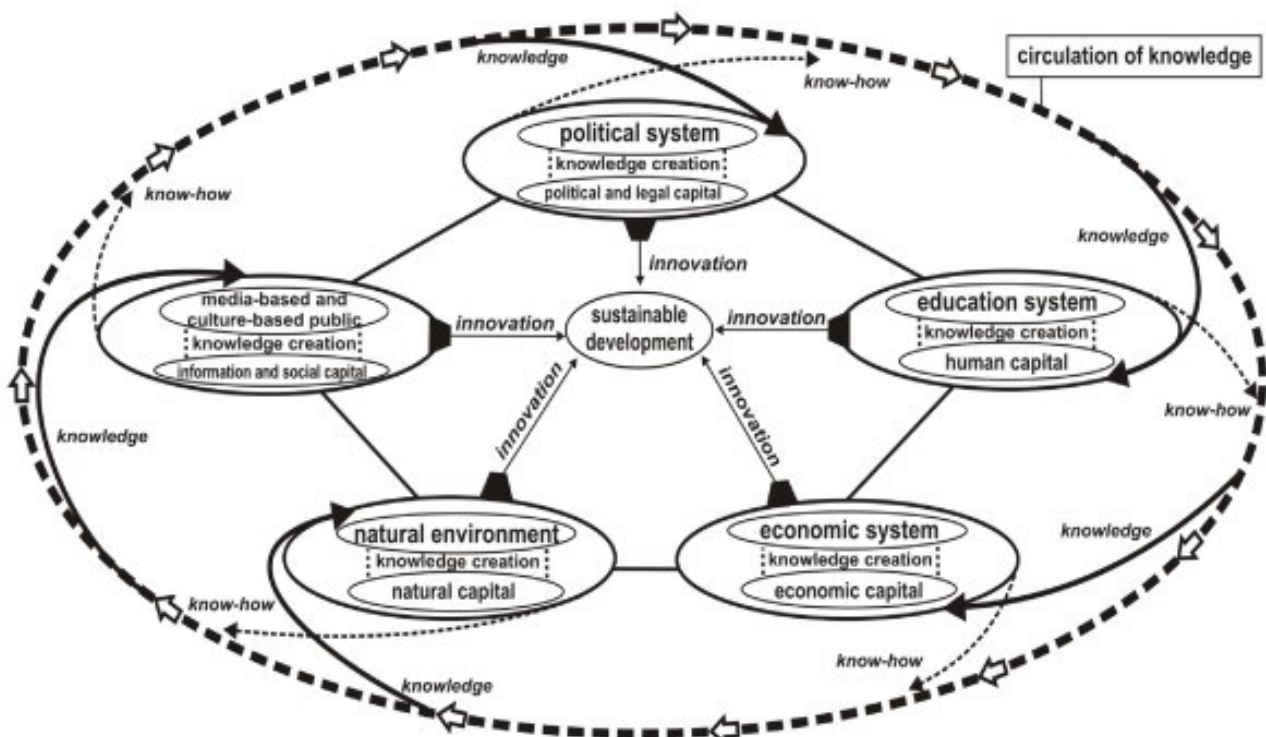 knowledge
know-how
circulation of knowledge
political system
knowledge creation
political and legal capital
know-how
knowledge
innovation
media-based and
culture-based public
knowledge creation
information and social capital
innovation
sustainable
development
innovation
education system
knowledge creation
human capital
know-how
knowledge
innovation
innovation
natural environment
knowledge creation
natural capital
economic system
knowledge creation
economic capital
knowledge
know-how
know-how
knowledge